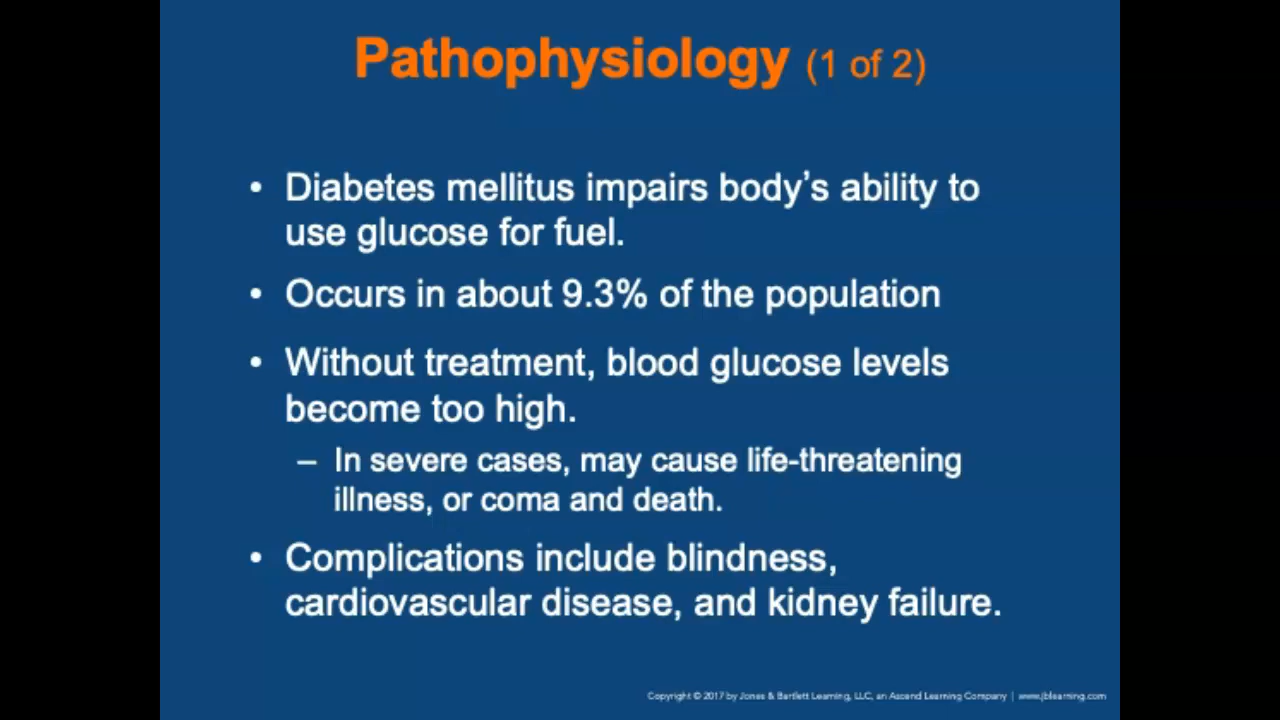 Pathophysiology (1 of 2)
• Diabetes mellitus impairs body's ability to
use glucose for fuel.
• Occurs in about 9.3% of the population
• Without treatment, blood glucose levels
become too high.
– In severe cases, may cause life-threatening
illness, or coma and death.
• Complications include blindness,
cardiovascular disease, and kidney failure.
Copyright © 2017 by Jones & Bartlett Learning, LLC, an Ascend Learning Company | www.jblearning.com